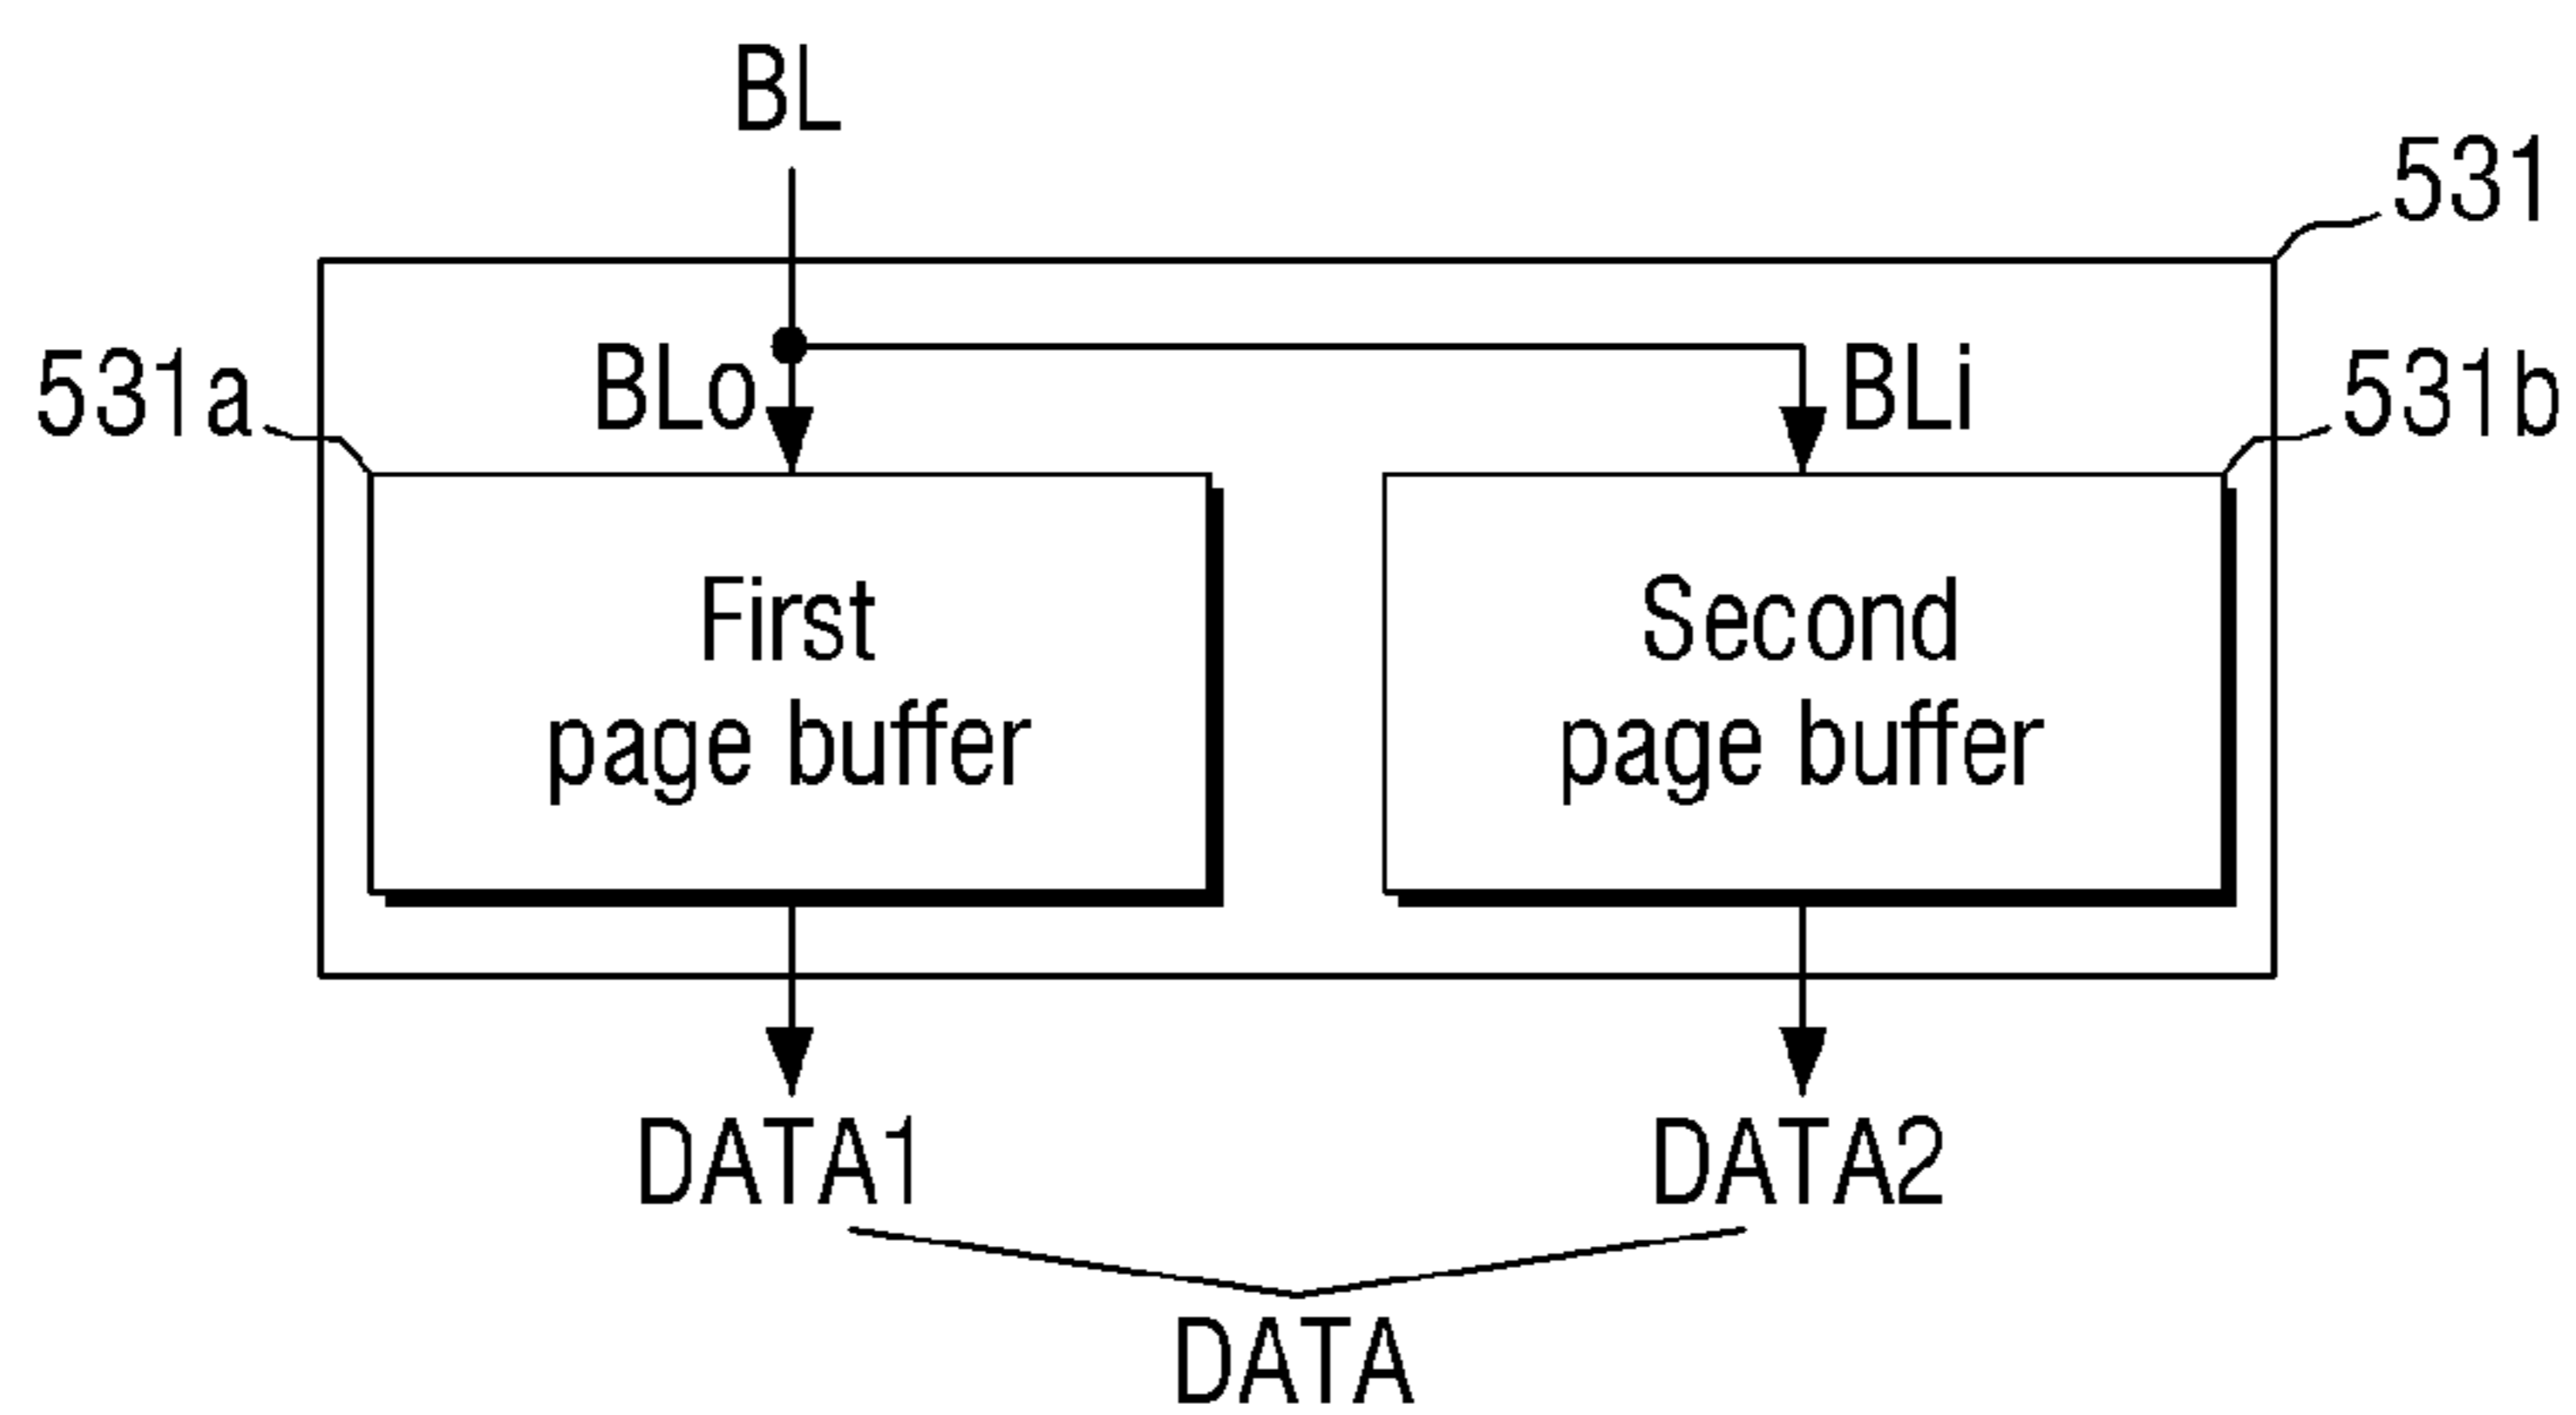 BL
531
531a
BLo
BLi
531b
First
page buffer
Second
page buffer
DATA1
DATA2
DATA